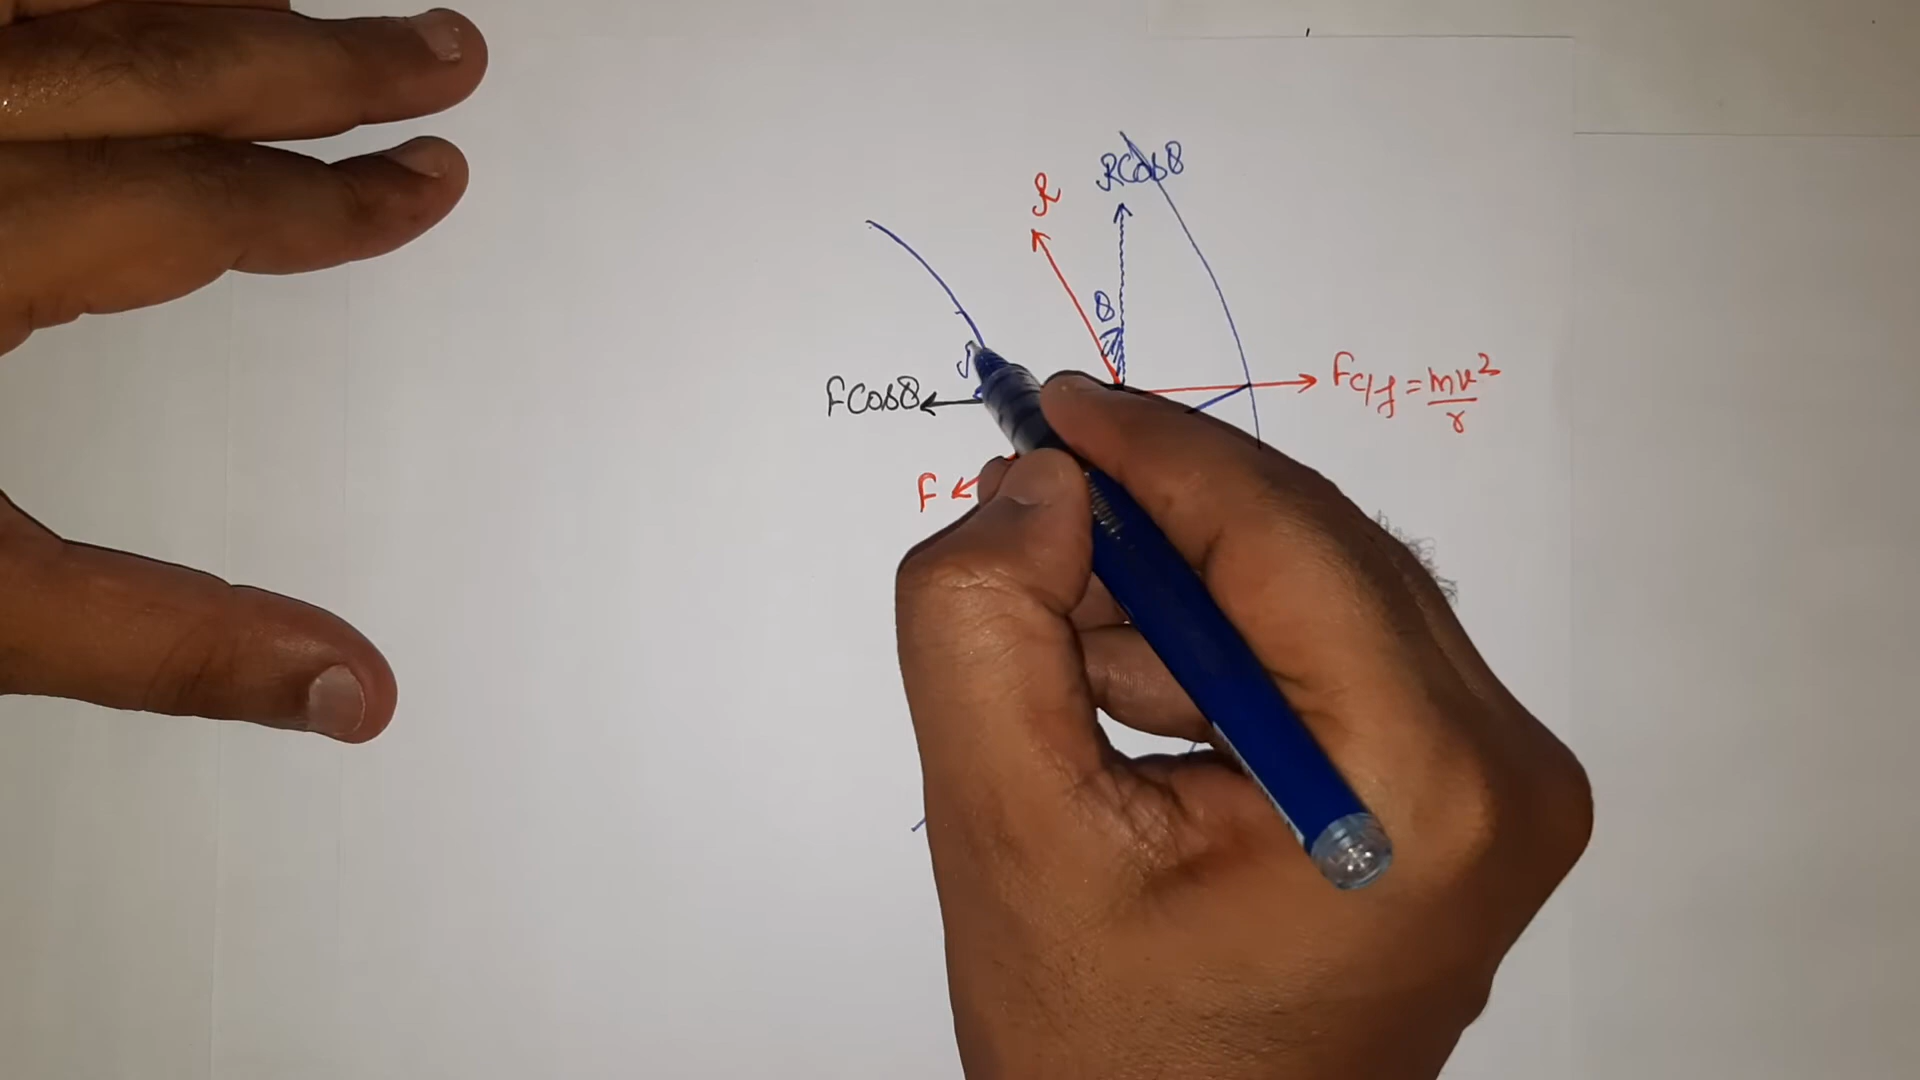 RCosθ
R
θ
Fc/f = mv²/r
FCosθ
F